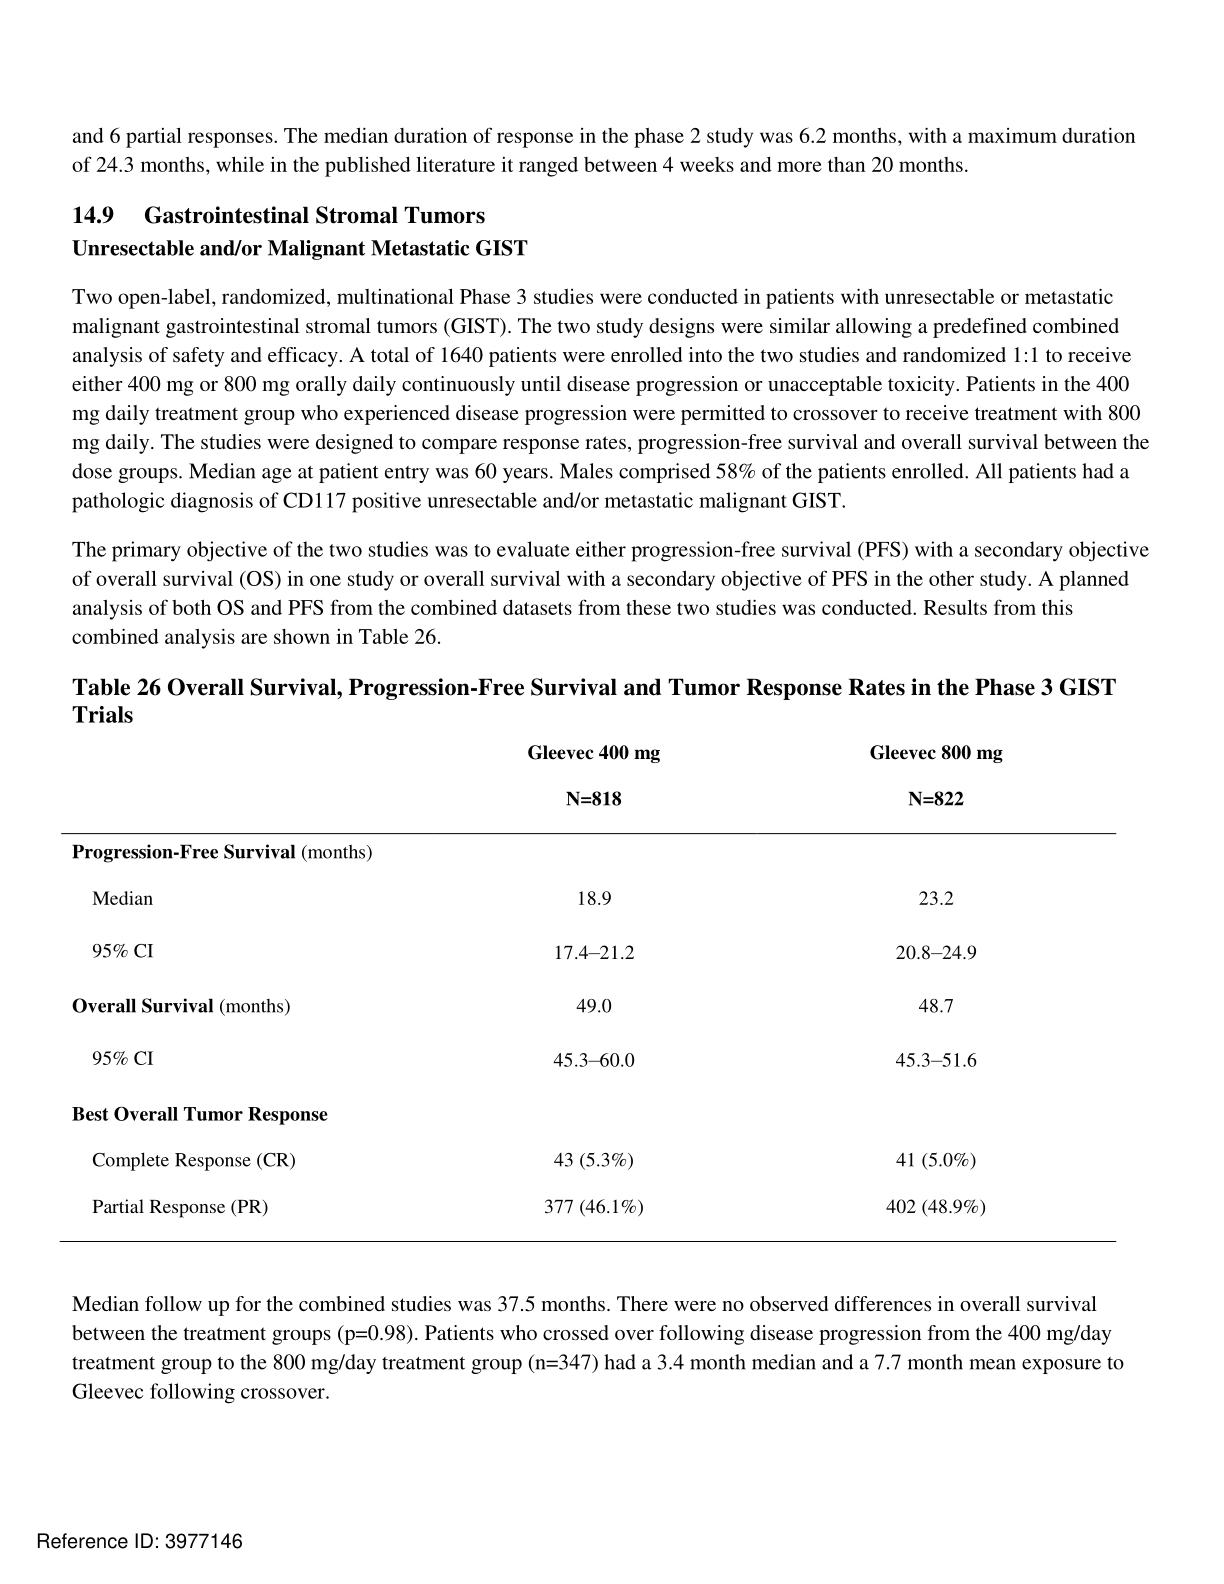 and 6 partial responses. The median duration of response in the phase 2 study was 6.2 months, with a maximum duration
of 24.3 months, while in the published literature it ranged between 4 weeks and more than 20 months.
14.9 Gastrointestinal Stromal Tumors
Unresectable and/or Malignant Metastatic GIST
Two open-label, randomized, multinational Phase 3 studies were conducted in patients with unresectable or metastatic
malignant gastrointestinal stromal tumors (GIST). The two study designs were similar allowing a predefined combined
analysis of safety and efficacy. A total of 1640 patients were enrolled into the two studies and randomized 1:1 to receive
either 400 mg or 800 mg orally daily continuously until disease progression or unacceptable toxicity. Patients in the 400
mg daily treatment group who experienced disease progression were permitted to crossover to receive treatment with 800
mg daily. The studies were designed to compare response rates, progression-free survival and overall survival between the
dose groups. Median age at patient entry was 60 years. Males comprised 58% of the patients enrolled. All patients had a
pathologic diagnosis of CD117 positive unresectable and/or metastatic malignant GIST.
The primary objective of the two studies was to evaluate either progression-free survival (PFS) with a secondary objective
of overall survival (OS) in one study or overall survival with a secondary objective of PFS in the other study. A planned
analysis of both OS and PFS from the combined datasets from these two studies was conducted. Results from this
combined analysis are shown in Table 26.
Table 26 Overall Survival, Progression-Free Survival and Tumor Response Rates in the Phase 3 GIST
Trials
Gleevec 400 mg Gleevec 800 mg
N=818 N=822
Progression-Free Survival (months)
Median 18.9 23.2
95% CI 17.4–21.2 20.8–24.9
Overall Survival (months) 49.0 48.7
95% CI 45.3–60.0 45.3–51.6
Best Overall Tumor Response
Complete Response (CR) 43 (5.3%) 41 (5.0%)
Partial Response (PR) 377 (46.1%) 402 (48.9%)
Median follow up for the combined studies was 37.5 months. There were no observed differences in overall survival
between the treatment groups (p=0.98). Patients who crossed over following disease progression from the 400 mg/day
treatment group to the 800 mg/day treatment group (n=347) had a 3.4 month median and a 7.7 month mean exposure to
Gleevec following crossover.
Reference ID: 3977146